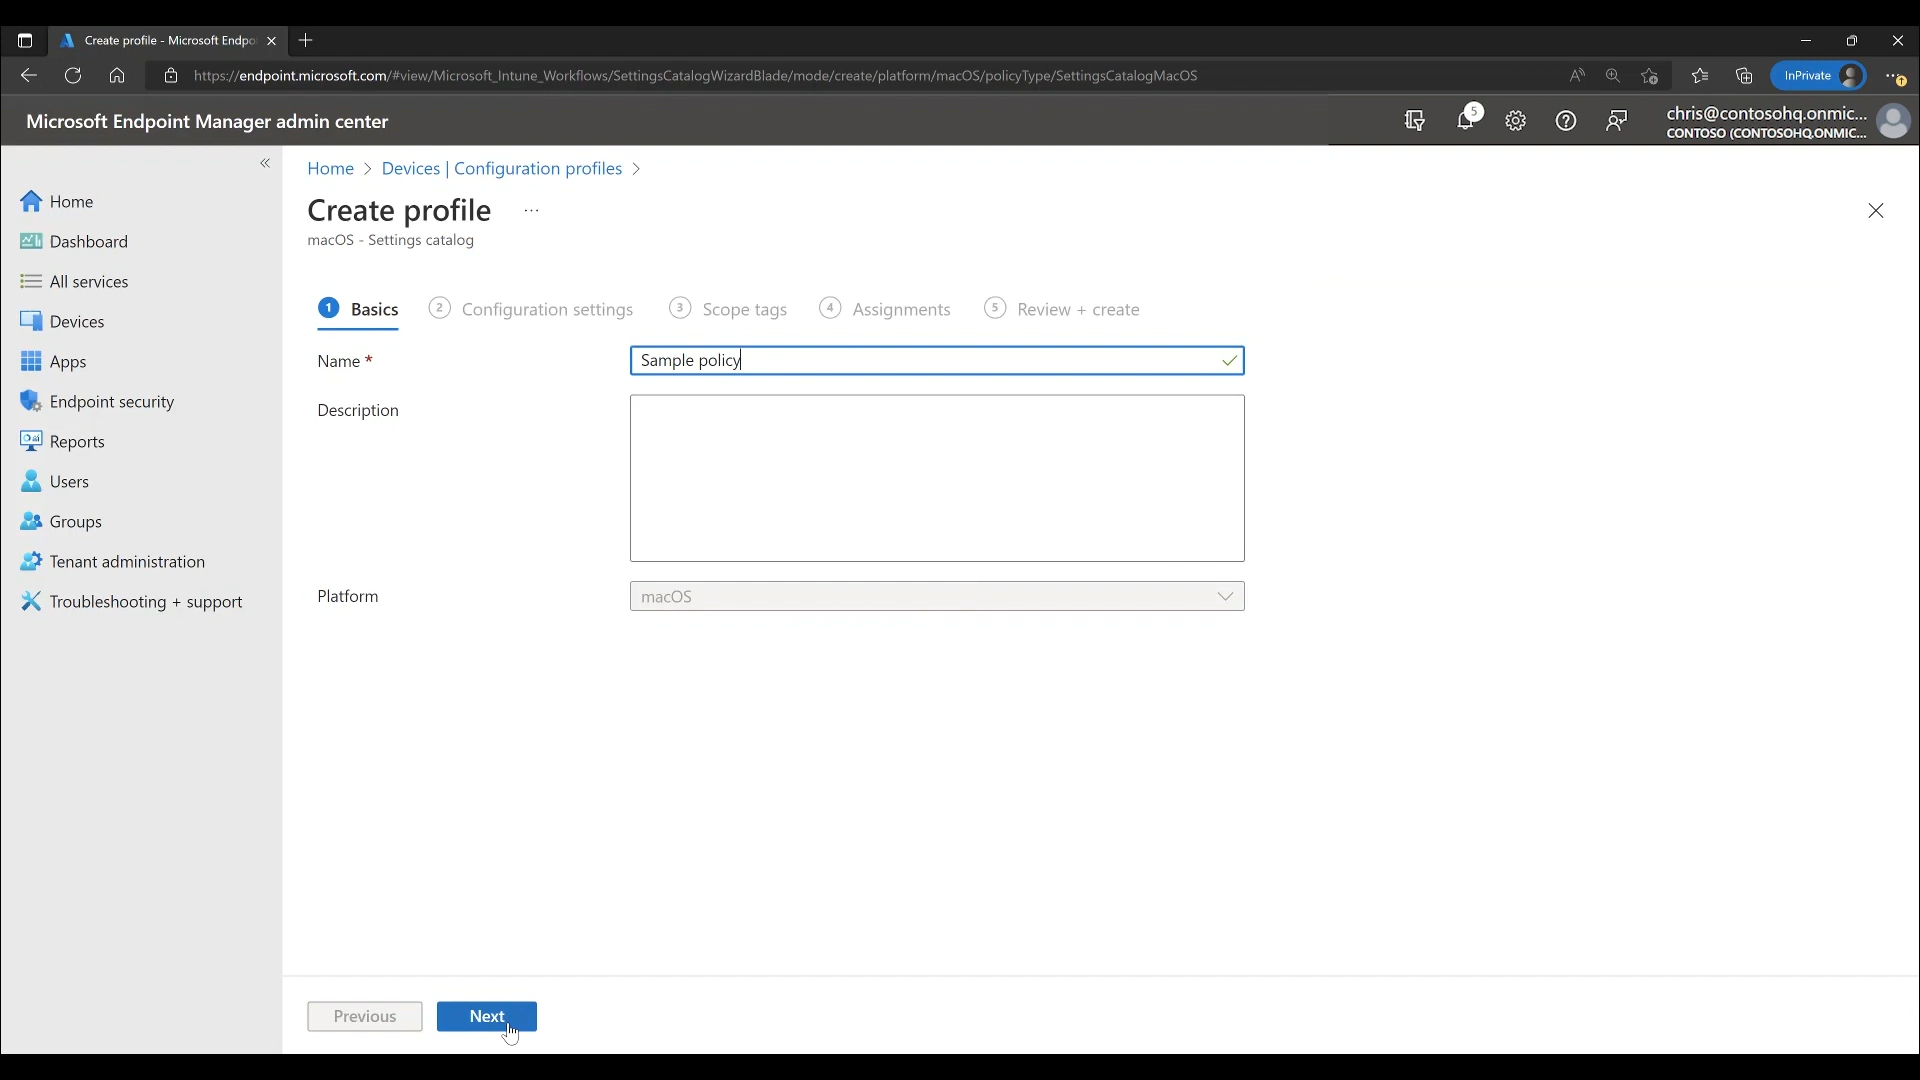 Create profile - Microsoft Endpo
https://endpoint.microsoft.com/#view/Microsoft_Intune_Workflows/SettingsCatalogWizardBlade/mode/create/platform/macOS/policyType/SettingsCatalogMacOS
InPrivate
Microsoft Endpoint Manager admin center
5
chris@contosohq.onmic...
CONTOSO (CONTOSOHQ.ONMIC...
Home
Dashboard
All services
Devices
Apps
Endpoint security
Reports
Users
Groups
Tenant administration
Troubleshooting + support
Home > Devices | Configuration profiles >
Create profile ...
macOS - Settings catalog
1 Basics 2 Configuration settings 3 Scope tags 4 Assignments 5 Review + create
Name * Sample policy
Description
Platform macOS
Previous Next